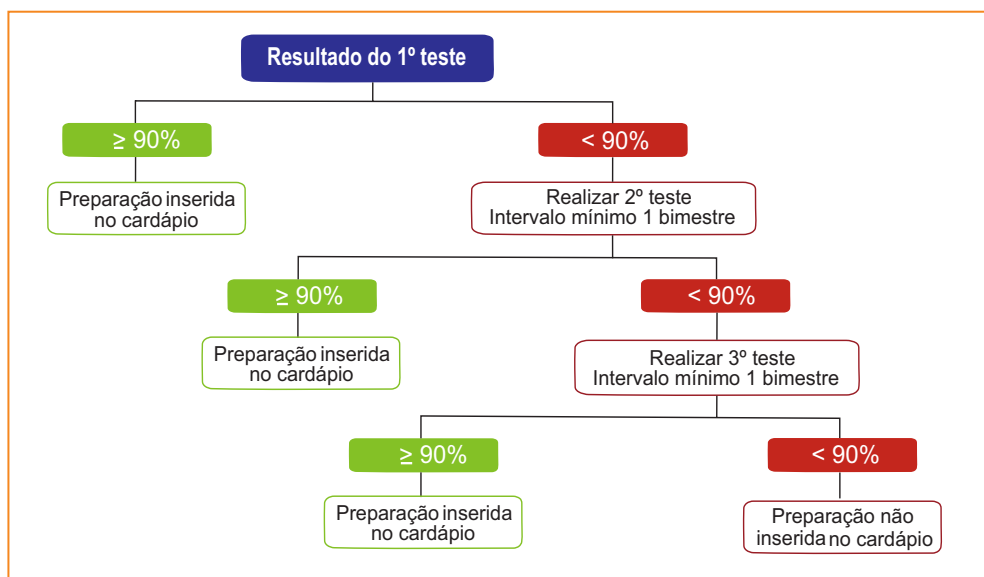 Resultado do 1º teste
≥ 90%
< 90%
Preparação inserida
no cardápio
Realizar 2º teste
Intervalo mínimo 1 bimestre
≥ 90%
< 90%
Preparação inserida
no cardápio
Realizar 3º teste
Intervalo mínimo 1 bimestre
≥ 90%
< 90%
Preparação inserida
no cardápio
Preparação não
inserida no cardápio